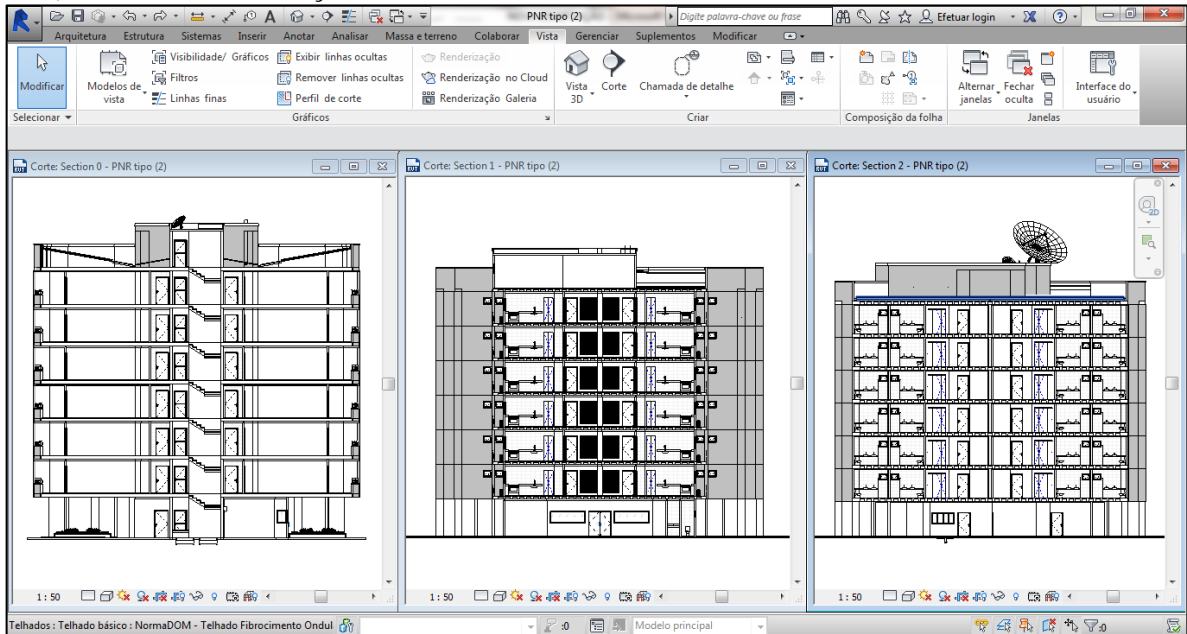 PNR tipo (2)
Digite palavra-chave ou frase
Efetuar login
Arquitetura Estrutura Sistemas Inserir Anotar Analisar Massa e terreno Colaborar Vista Gerenciar Suplementos Modificar
Modificar
Modelos de vista
Visibilidade/ Gráficos
Filtros
Linhas finas
Exibir linhas ocultas
Remover linhas ocultas
Perfil de corte
Renderização
Renderização no Cloud
Renderização Galeria
Vista 3D
Corte
Chamada de detalhe
Alternar janelas
Fechar oculta
Interface do usuário
Selecionar
Gráficos
Criar
Composição da folha
Janelas
Corte: Section 0 - PNR tipo (2)
Corte: Section 1 - PNR tipo (2)
Corte: Section 2 - PNR tipo (2)
2D
1 : 50
1 : 50
1 : 50
Telhados : Telhado básico : NormaDOM - Telhado Fibrocimento Ondul
:0
Modelo principal
:0